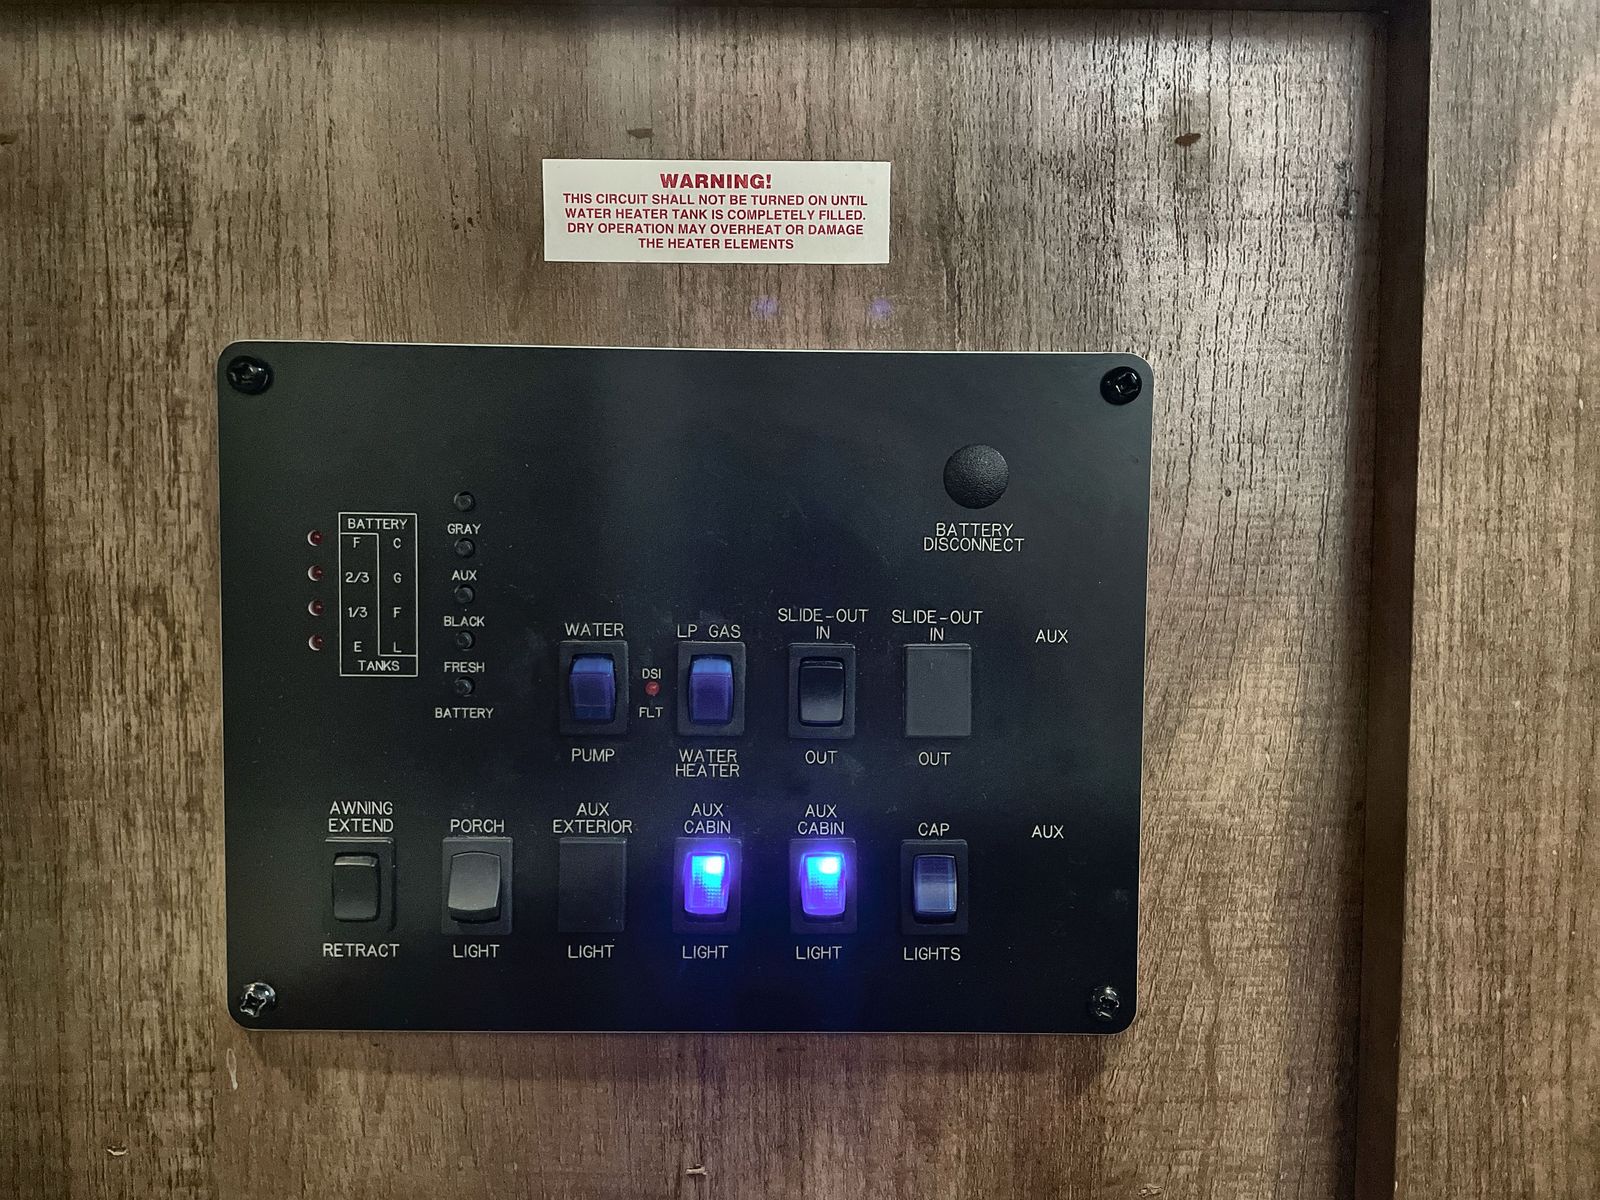 WARNING!
THIS CIRCUIT SHALL NOT BE TURNED ON UNTIL
WATER HEATER TANK IS COMPLETELY FILLED.
DRY OPERATION MAY OVERHEAT OR DAMAGE
THE HEATER ELEMENTS
BATTERY
F C
2/3 G
1/3 F
E L
TANKS
GRAY
AUX
BLACK
FRESH
BATTERY
BATTERY
DISCONNECT
WATER
PUMP
DSI
FLT
LP GAS
WATER
HEATER
SLIDE-OUT
IN
OUT
SLIDE-OUT
IN
OUT
AUX
AWNING
EXTEND
RETRACT
PORCH
LIGHT
AUX
EXTERIOR
LIGHT
AUX
CABIN
LIGHT
AUX
CABIN
LIGHT
CAP
LIGHTS
AUX